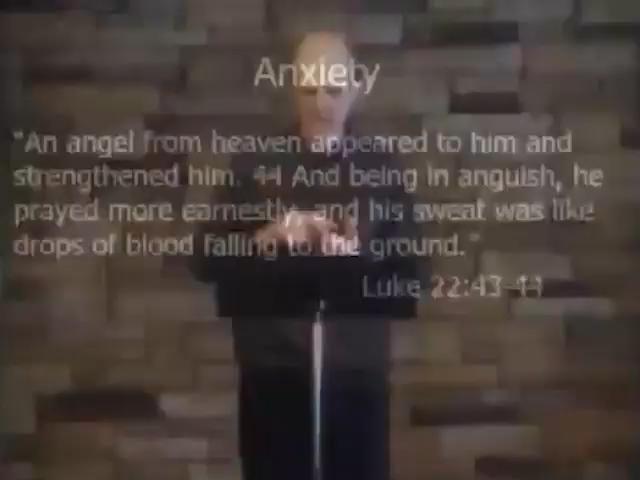 Anxiety
"An angel from heaven appeared to him and
strengthened him. 44 And being in anguish, he
prayed more earnestly, and his sweat was like
drops of blood falling to the ground."
Luke 22:43-44